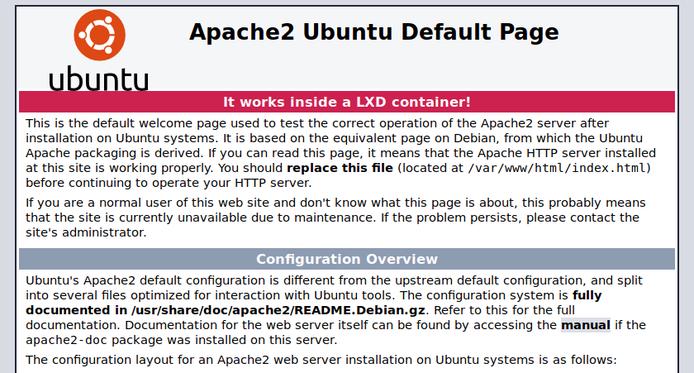 Apache2 Ubuntu Default Page
ubuntu
It works inside a LXD container!
This is the default welcome page used to test the correct operation of the Apache2 server after
installation on Ubuntu systems. It is based on the equivalent page on Debian, from which the Ubuntu
Apache packaging is derived. If you can read this page, it means that the Apache HTTP server installed
at this site is working properly. You should replace this file (located at /var/www/html/index.html)
before continuing to operate your HTTP server.
If you are a normal user of this web site and don't know what this page is about, this probably means
that the site is currently unavailable due to maintenance. If the problem persists, please contact the
site's administrator.
Configuration Overview
Ubuntu's Apache2 default configuration is different from the upstream default configuration, and split
into several files optimized for interaction with Ubuntu tools. The configuration system is fully
documented in /usr/share/doc/apache2/README.Debian.gz. Refer to this for the full
documentation. Documentation for the web server itself can be found by accessing the manual if the
apache2-doc package was installed on this server.
The configuration layout for an Apache2 web server installation on Ubuntu systems is as follows: